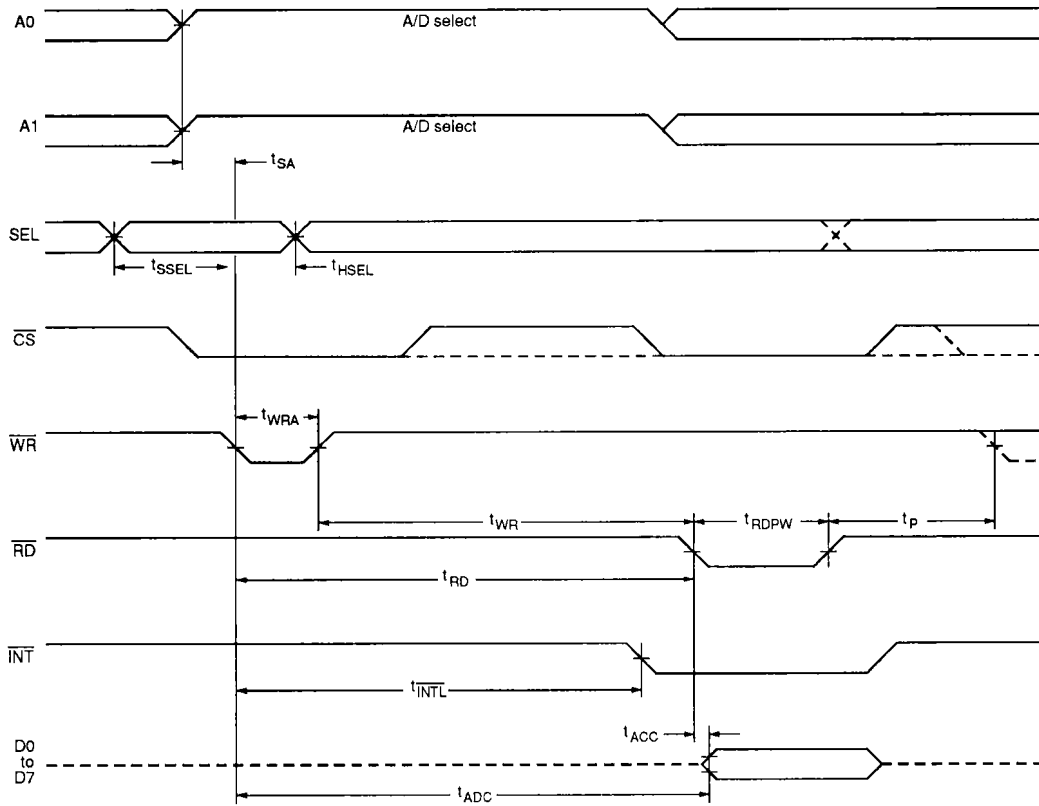 A0
A/D select
A1
A/D select
tSA
SEL
tSSEL
tHSEL
CS
tWRA
WR
tWR
tRDPW
tP
RD
tRD
INT
tINTL
tACC
D0
to
D7
tADC